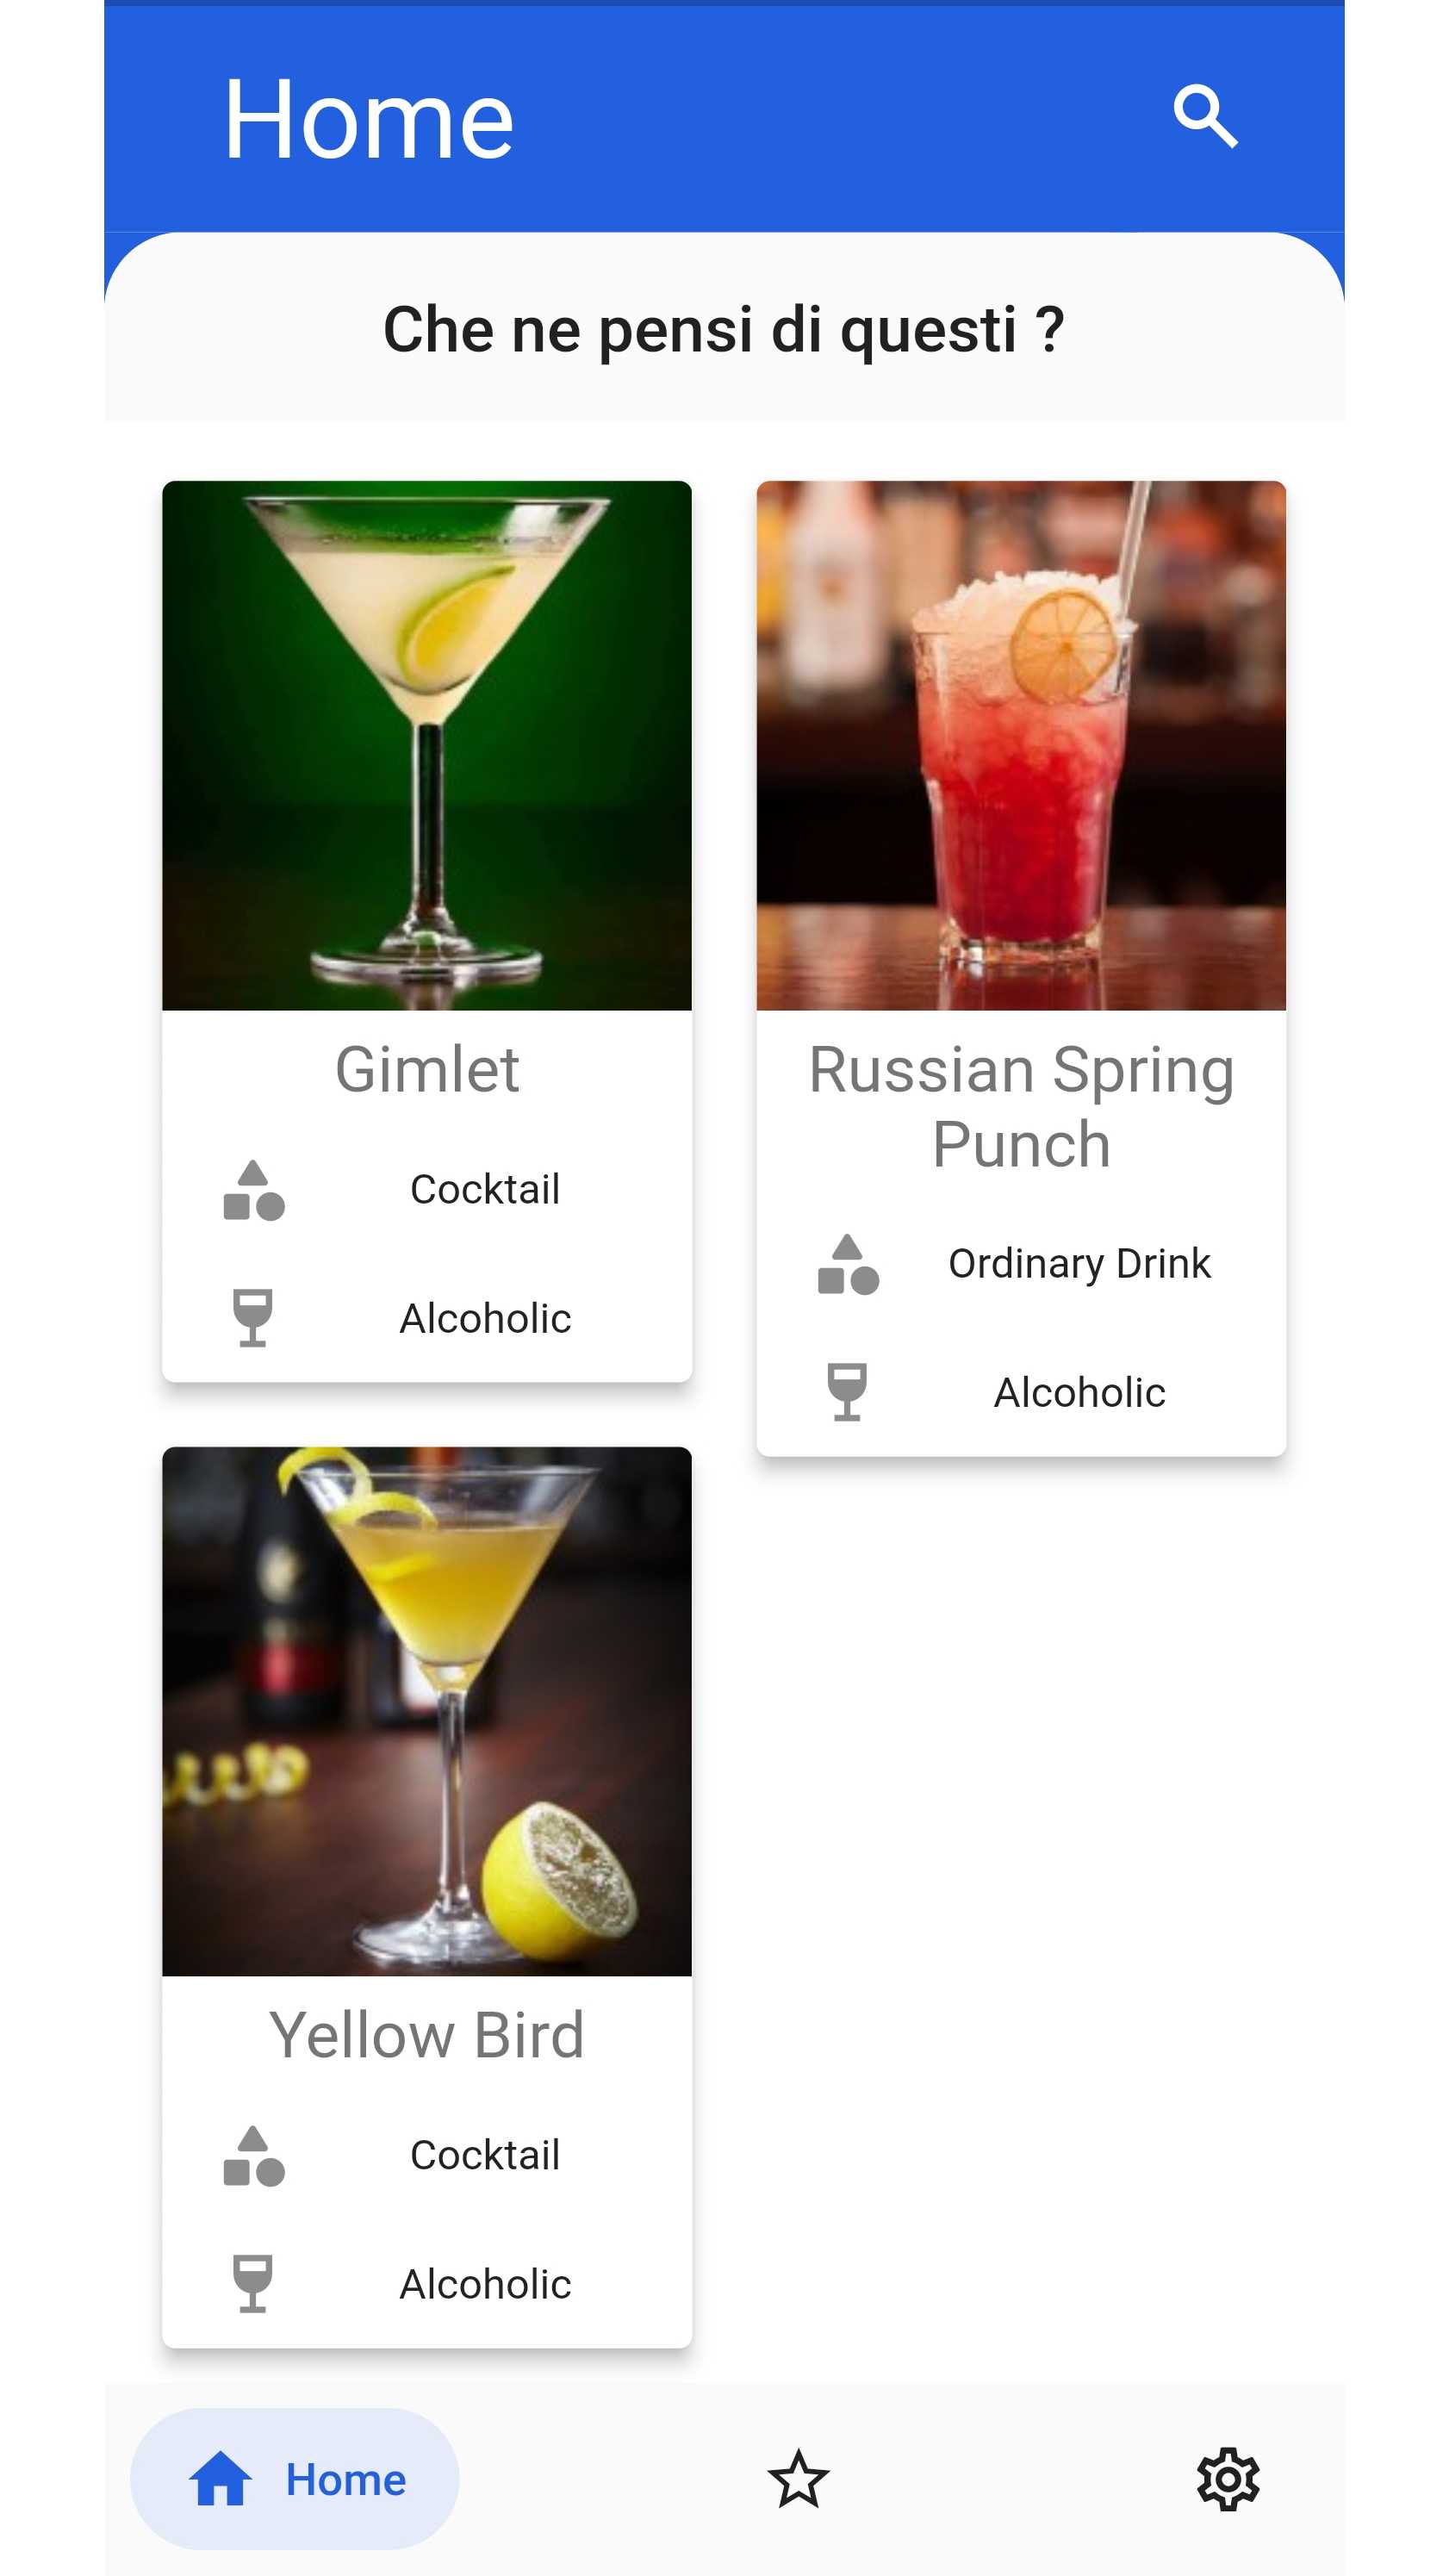 Home
Che ne pensi di questi ?
Gimlet
Cocktail
Alcoholic
Russian Spring
Punch
Ordinary Drink
Alcoholic
Yellow Bird
Cocktail
Alcoholic
Home